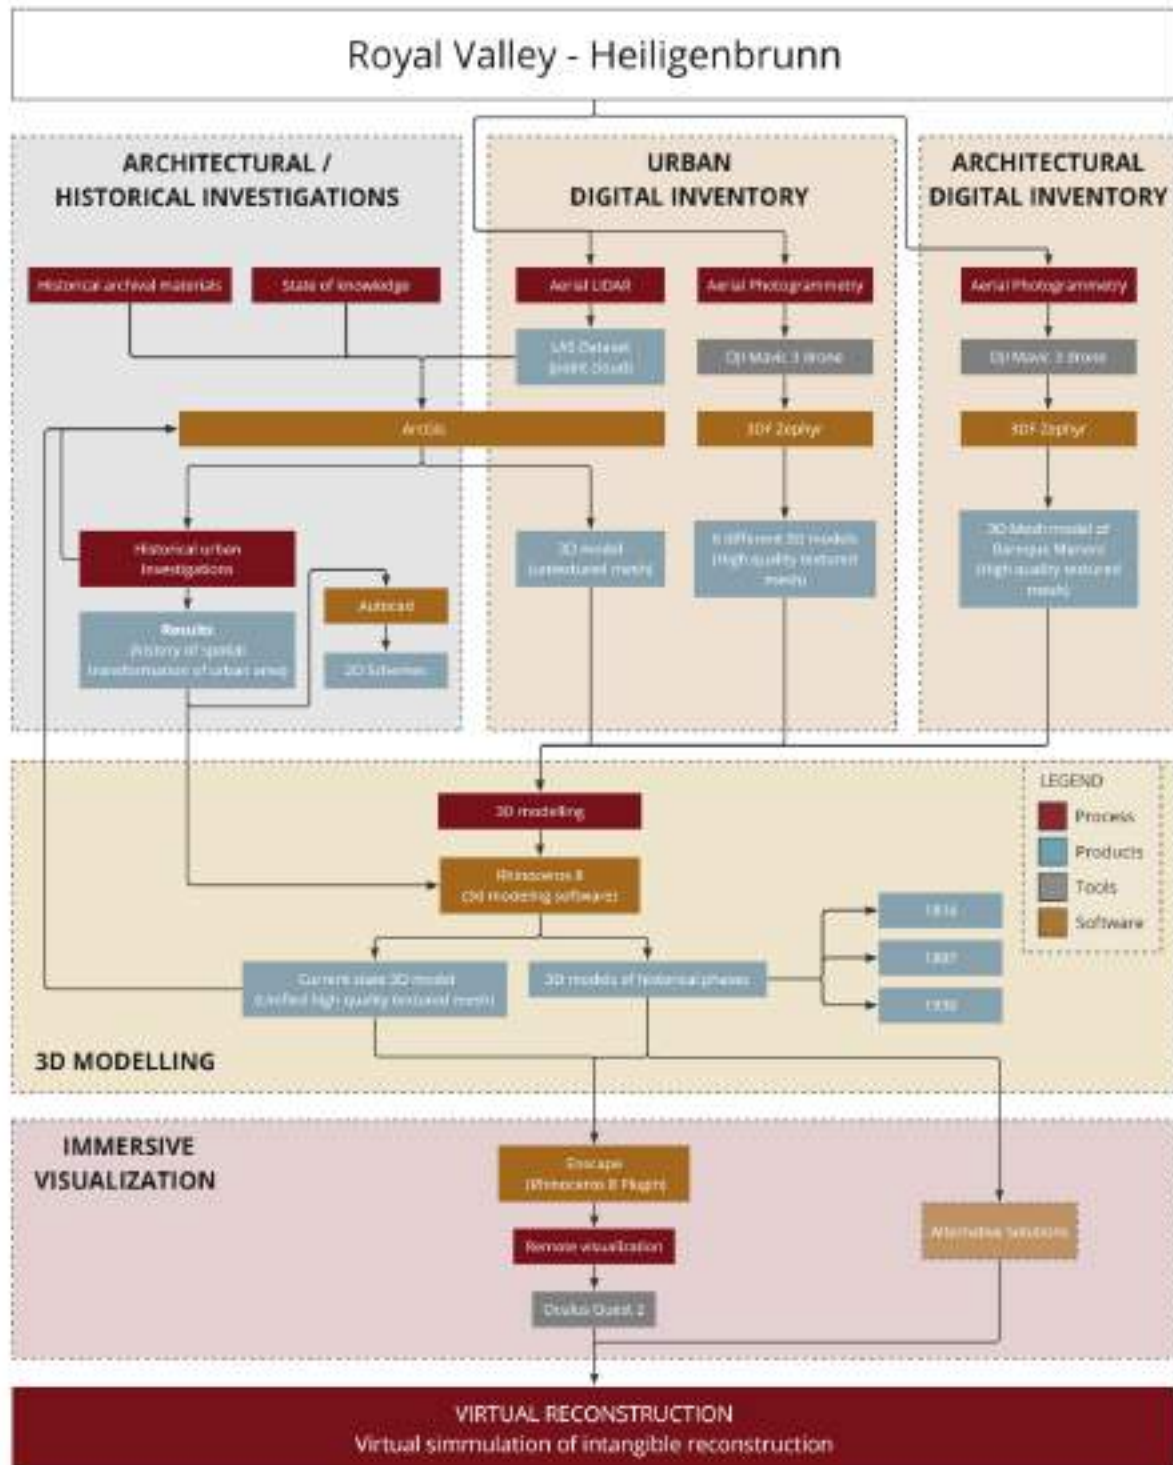 Royal Valley - Heiligenbrunn
ARCHITECTURAL /
HISTORICAL INVESTIGATIONS
URBAN
DIGITAL INVENTORY
ARCHITECTURAL
DIGITAL INVENTORY
Historical archival materials
State of knowledge
Aerial LIDAR
Aerial Photogrammetry
Aerial Photogrammetry
LAS Dataset
(point cloud)
DJI Mavic 3 drone
DJI Mavic 3 drone
ArcGis
3DF Zephyr
3DF Zephyr
Historical urban
Investigations
3D model
(untextured mesh)
different 3D models
(High quality textured
mesh)
3D Mesh model of
(High quality textured
mesh)
Autocad
Results
(history of spatial
transformation of urban area)
2D Schemes
3D modelling
Rhinoceros 8
(3d modeling software)
LEGEND
Process
Products
Tools
Software
Current state 3D model
(Unified high quality textured mesh)
3D models of historical phases
3D MODELLING
IMMERSIVE
VISUALIZATION
Enscape
(Rhinoceros 8 Plugin)
Remote visualization
Oculus Quest 2
Alternative Solutions
VIRTUAL RECONSTRUCTION
Virtual simmulation of intangible reconstruction